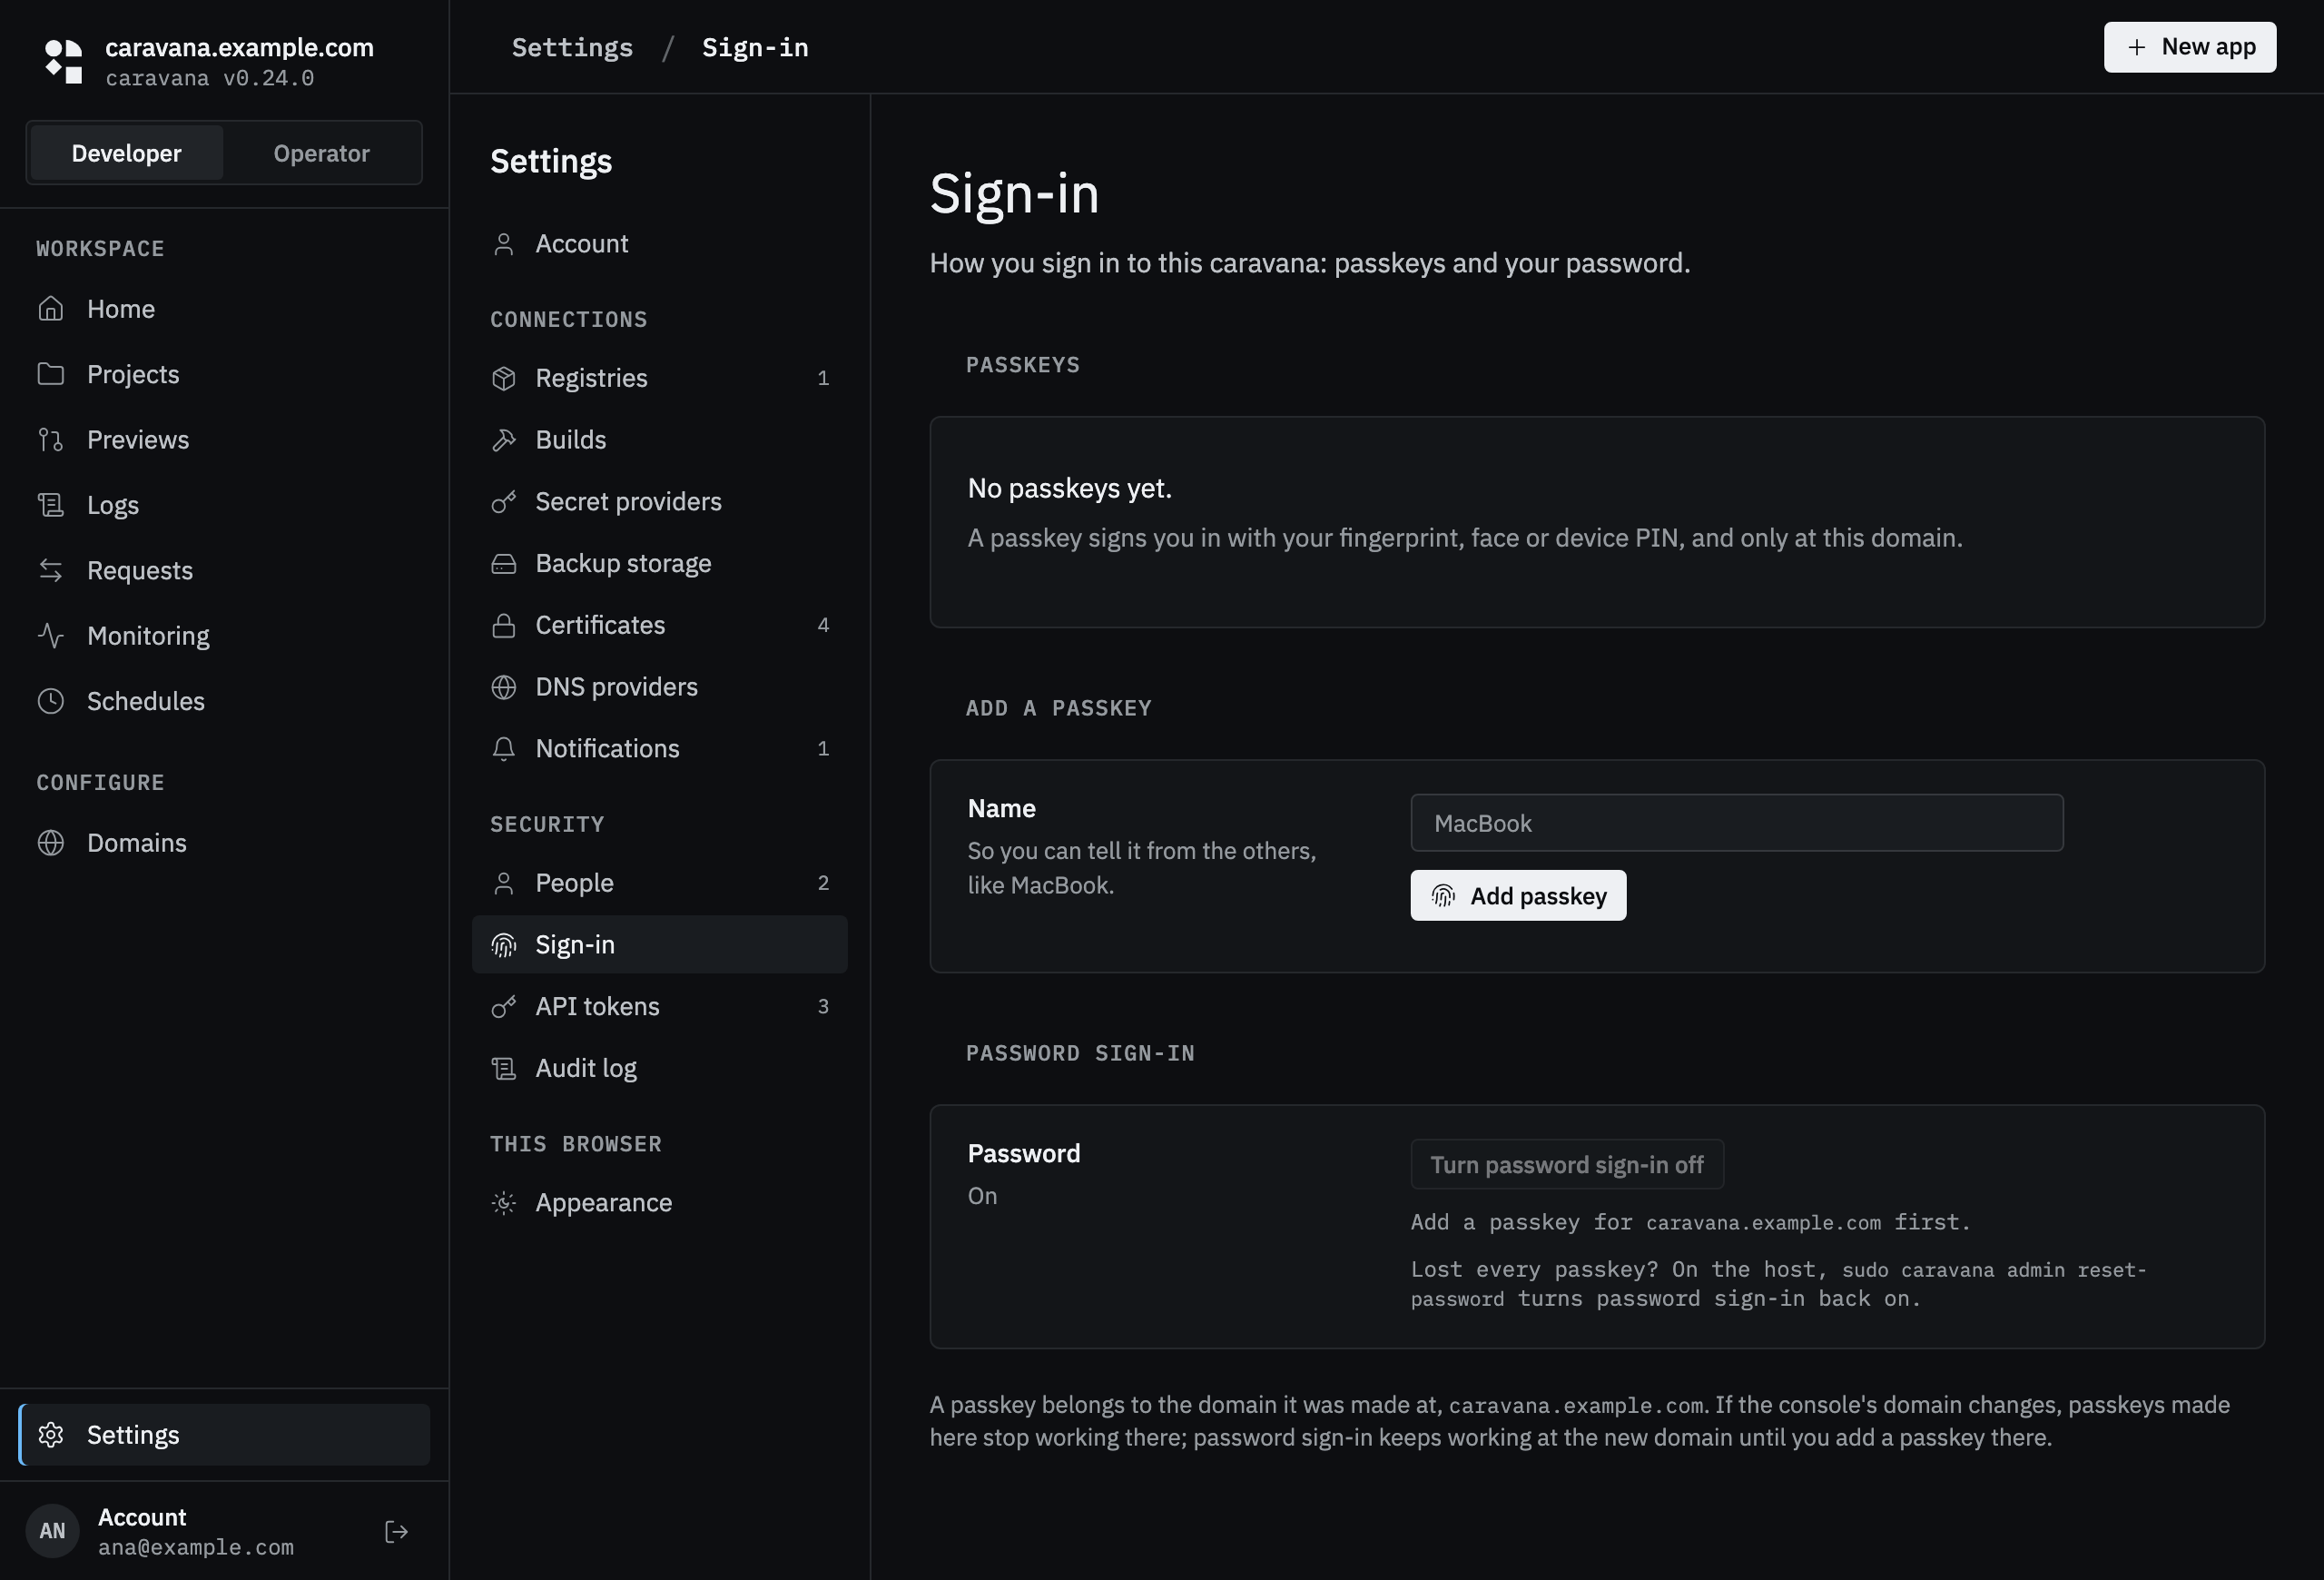 caravana.example.com
caravana v0.24.0
Developer
Operator
WORKSPACE
Home
Projects
Previews
Logs
Requests
Monitoring
Schedules
CONFIGURE
Domains
Settings
AN
Account
ana@example.com
Settings / Sign-in
New app
Settings
Account
CONNECTIONS
Registries 1
Builds
Secret providers
Backup storage
Certificates 4
DNS providers
Notifications 1
SECURITY
People 2
Sign-in
API tokens 3
Audit log
THIS BROWSER
Appearance
Sign-in
How you sign in to this caravana: passkeys and your password.
PASSKEYS
No passkeys yet.
A passkey signs you in with your fingerprint, face or device PIN, and only at this domain.
ADD A PASSKEY
Name
So you can tell it from the others,
like MacBook.
MacBook
Add passkey
PASSWORD SIGN-IN
Password
On
Turn password sign-in off
Add a passkey for caravana.example.com first.
Lost every passkey? On the host, sudo caravana admin reset-
password turns password sign-in back on.
A passkey belongs to the domain it was made at, caravana.example.com. If the console's domain changes, passkeys made
here stop working there; password sign-in keeps working at the new domain until you add a passkey there.